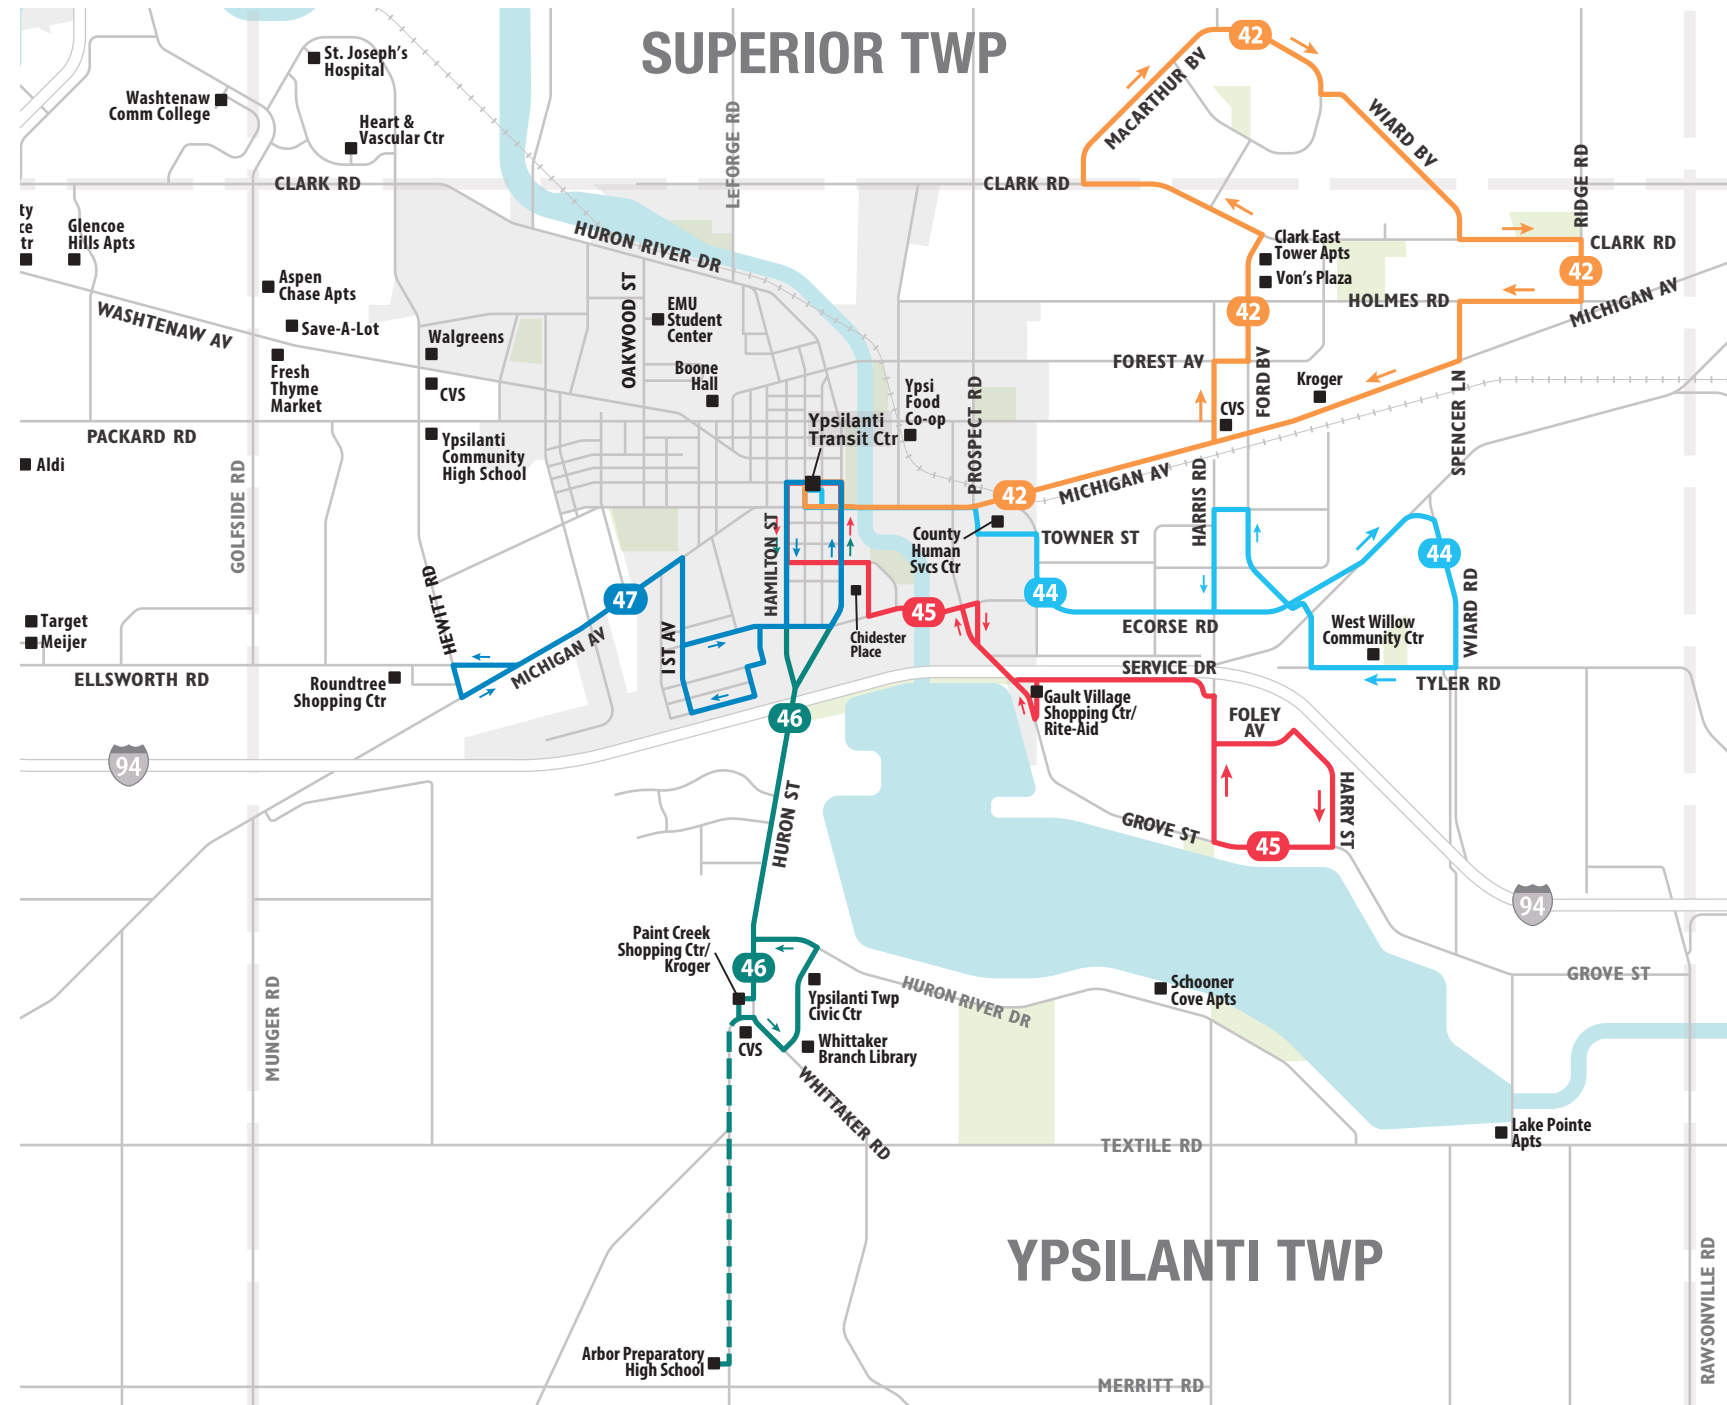 SUPERIOR TWP
42
St. Joseph's
Hospital
Washtenaw
Comm College
Heart &
Vascular Ctr
LEFORGE RD
MACARTHUR BV
WIARD BV
RIDGE RD
CLARK RD
CLARK RD
ty
ce
tr
Glencoe
Hills Apts
HURON RIVER DR
Clark East
Tower Apts
CLARK RD
Von's Plaza
42
Aspen
Chase Apts
OAKWOOD ST
EMU
Student
Center
42
HOLMES RD
MICHIGAN AV
WASHTENAW AV
Save-A-Lot
Walgreens
Fresh
Thyme
Market
CVS
Boone
Hall
Ypsi
Food
Co-op
PROSPECT RD
FOREST AV
FORD BV
Kroger
CVS
SPENCER LN
PACKARD RD
Ypsilanti
Community
High School
Ypsilanti
Transit Ctr
Aldi
GOLFSIDE RD
42
MICHIGAN AV
HARRIS RD
HAMILTON ST
County
Human
Svcs Ctr
TOWNER ST
44
44
HEWITT RD
47
45
ECORSE RD
West Willow
Community Ctr
WIARD RD
Target
Meijer
MICHIGAN AV
1ST AV
Chidester
Place
ELLSWORTH RD
Roundtree
Shopping Ctr
SERVICE DR
TYLER RD
46
Gault Village
Shopping Ctr/
Rite-Aid
FOLEY
AV
94
HURON ST
GROVE ST
45
HARRY ST
94
Paint Creek
Shopping Ctr/
Kroger
46
Ypsilanti Twp
Civic Ctr
HURON RIVER DR
Schooner
Cove Apts
GROVE ST
MUNGER RD
CVS
Whittaker
Branch Library
WHITTAKER RD
TEXTILE RD
Lake Pointe
Apts
YPSILANTI TWP
RAWSONVILLE RD
Arbor Preparatory
High School
MERRITT RD